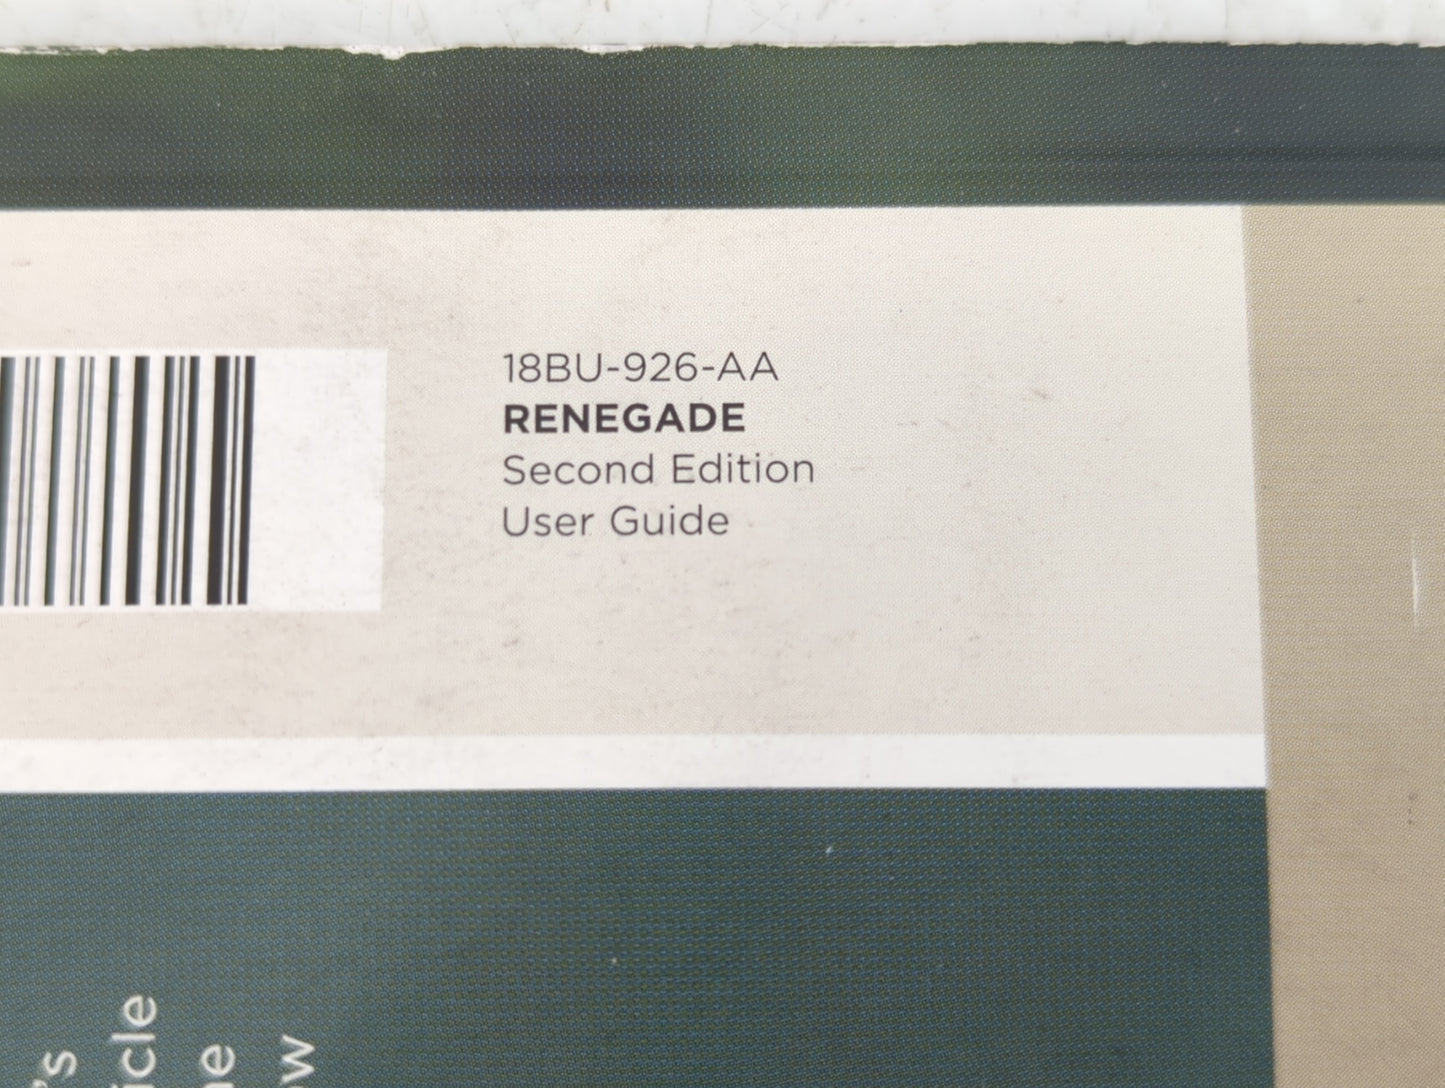 18BU-926-AA
RENEGADE
Second Edition
User Guide